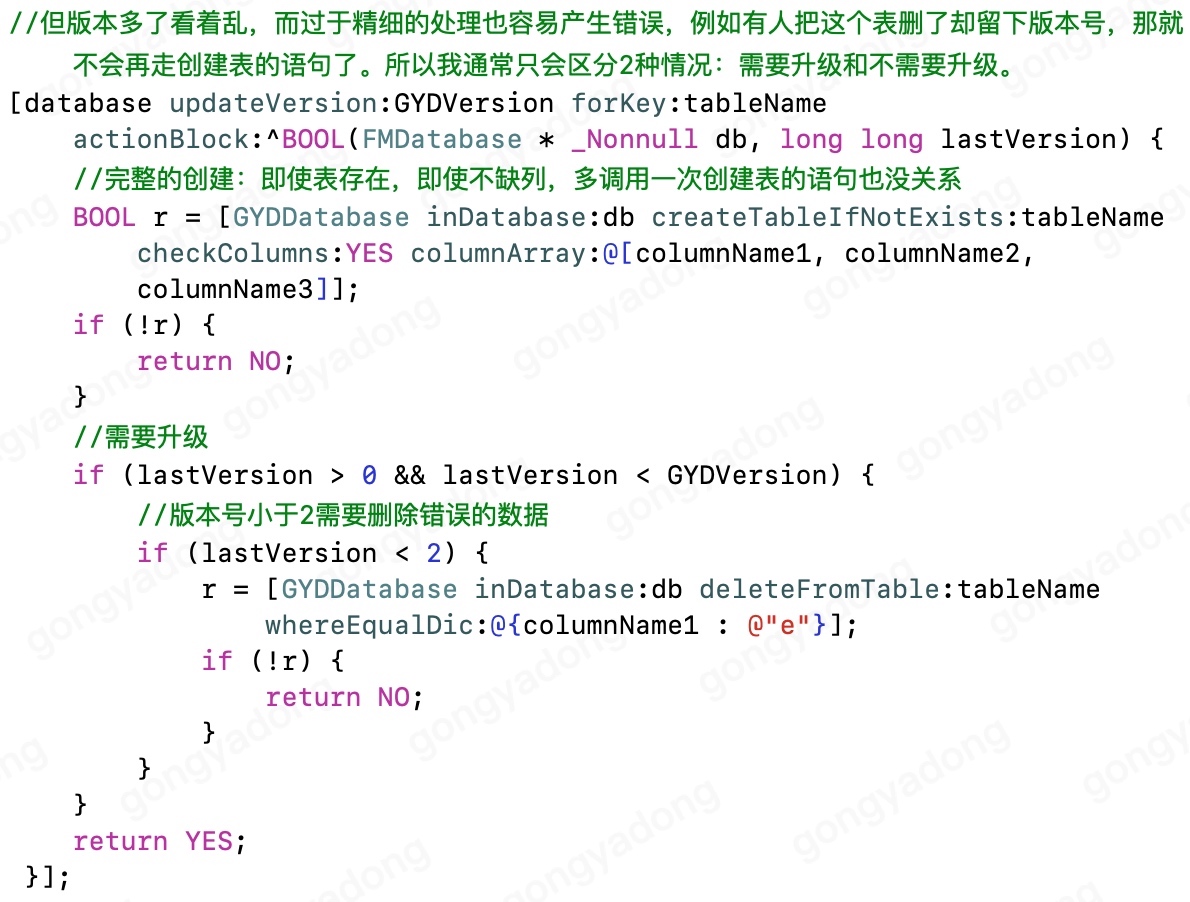 //但版本多了看着乱，而过于精细的处理也容易产生错误，例如有人把这个表删了却留下版本号，那就
不会再走创建表的语句了。所以我通常只会区分2种情况：需要升级和不需要升级。
[database updateVersion:GYDVersion forKey:tableName
actionBlock:^BOOL(FMDatabase * _Nonnull db, long long lastVersion) {
//完整的创建：即使表存在，即使不缺列，多调用一次创建表的语句也没关系
BOOL r = [GYDDatabase inDatabase:db createTableIfNotExists:tableName
checkColumns:YES columnArray:@[columnName1, columnName2,
columnName3]];
if (!r) {
return NO;
}
//需要升级
if (lastVersion > 0 && lastVersion < GYDVersion) {
//版本号小于2需要删除错误的数据
if (lastVersion < 2) {
r = [GYDDatabase inDatabase:db deleteFromTable:tableName
whereEqualDic:@{columnName1 : @"e"}];
if (!r) {
return NO;
}
}
}
return YES;
}];